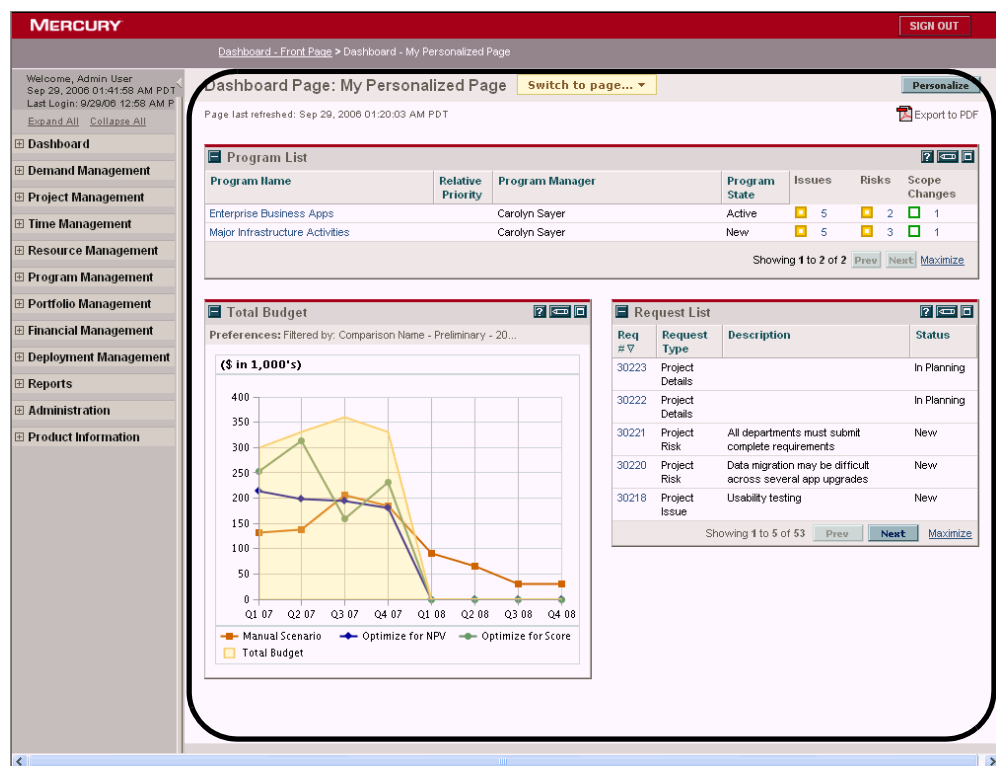 MERCURY
SIGN OUT
Dashboard - Front Page > Dashboard - My Personalized Page
Welcome, Admin User
Sep 29, 2006 01:41:58 AM PDT
Last Login: 9/29/06 12:58 AM P
Expand All Collapse All
Dashboard
Demand Management
Project Management
Time Management
Resource Management
Program Management
Portfolio Management
Financial Management
Deployment Management
Reports
Administration
Product Information
Dashboard Page: My Personalized Page Switch to page... Personalize
Page last refreshed: Sep 29, 2006 01:20:03 AM PDT Export to PDF
Program List
Program Name Relative Priority Program Manager Program State Issues Risks Scope Changes
Enterprise Business Apps Carolyn Sayer Active 5 2 1
Major Infrastructure Activities Carolyn Sayer New 5 3 1
Showing 1 to 2 of 2 Prev Next Maximize
Total Budget
Preferences: Filtered by: Comparison Name - Preliminary - 20...
($ in 1,000's)
400
350
300
250
200
150
100
50
0
Q1 07 Q2 07 Q3 07 Q4 07 Q1 08 Q2 08 Q3 08 Q4 08
Manual Scenario Optimize for NPV Optimize for Score
Total Budget
Request List
Req # Request Type Description Status
30223 Project Details In Planning
30222 Project Details In Planning
30221 Project Risk All departments must submit complete requirements New
30220 Project Risk Data migration may be difficult across several app upgrades New
30218 Project Issue Usability testing New
Showing 1 to 5 of 53 Prev Next Maximize